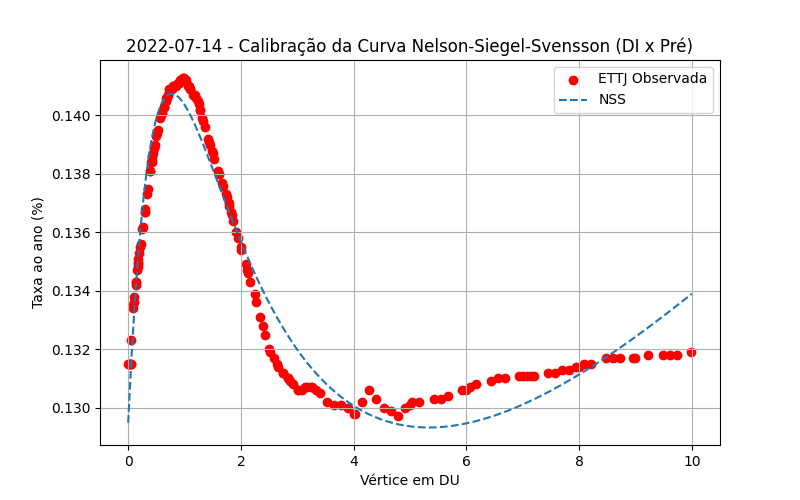 2022-07-14 - Calibração da Curva Nelson-Siegel-Svensson (DI x Pré)
ETTJ Observada
NSS
Taxa ao ano (%)
0.140
0.138
0.136
0.134
0.132
0.130
0 2 4 6 8 10
Vértice em DU